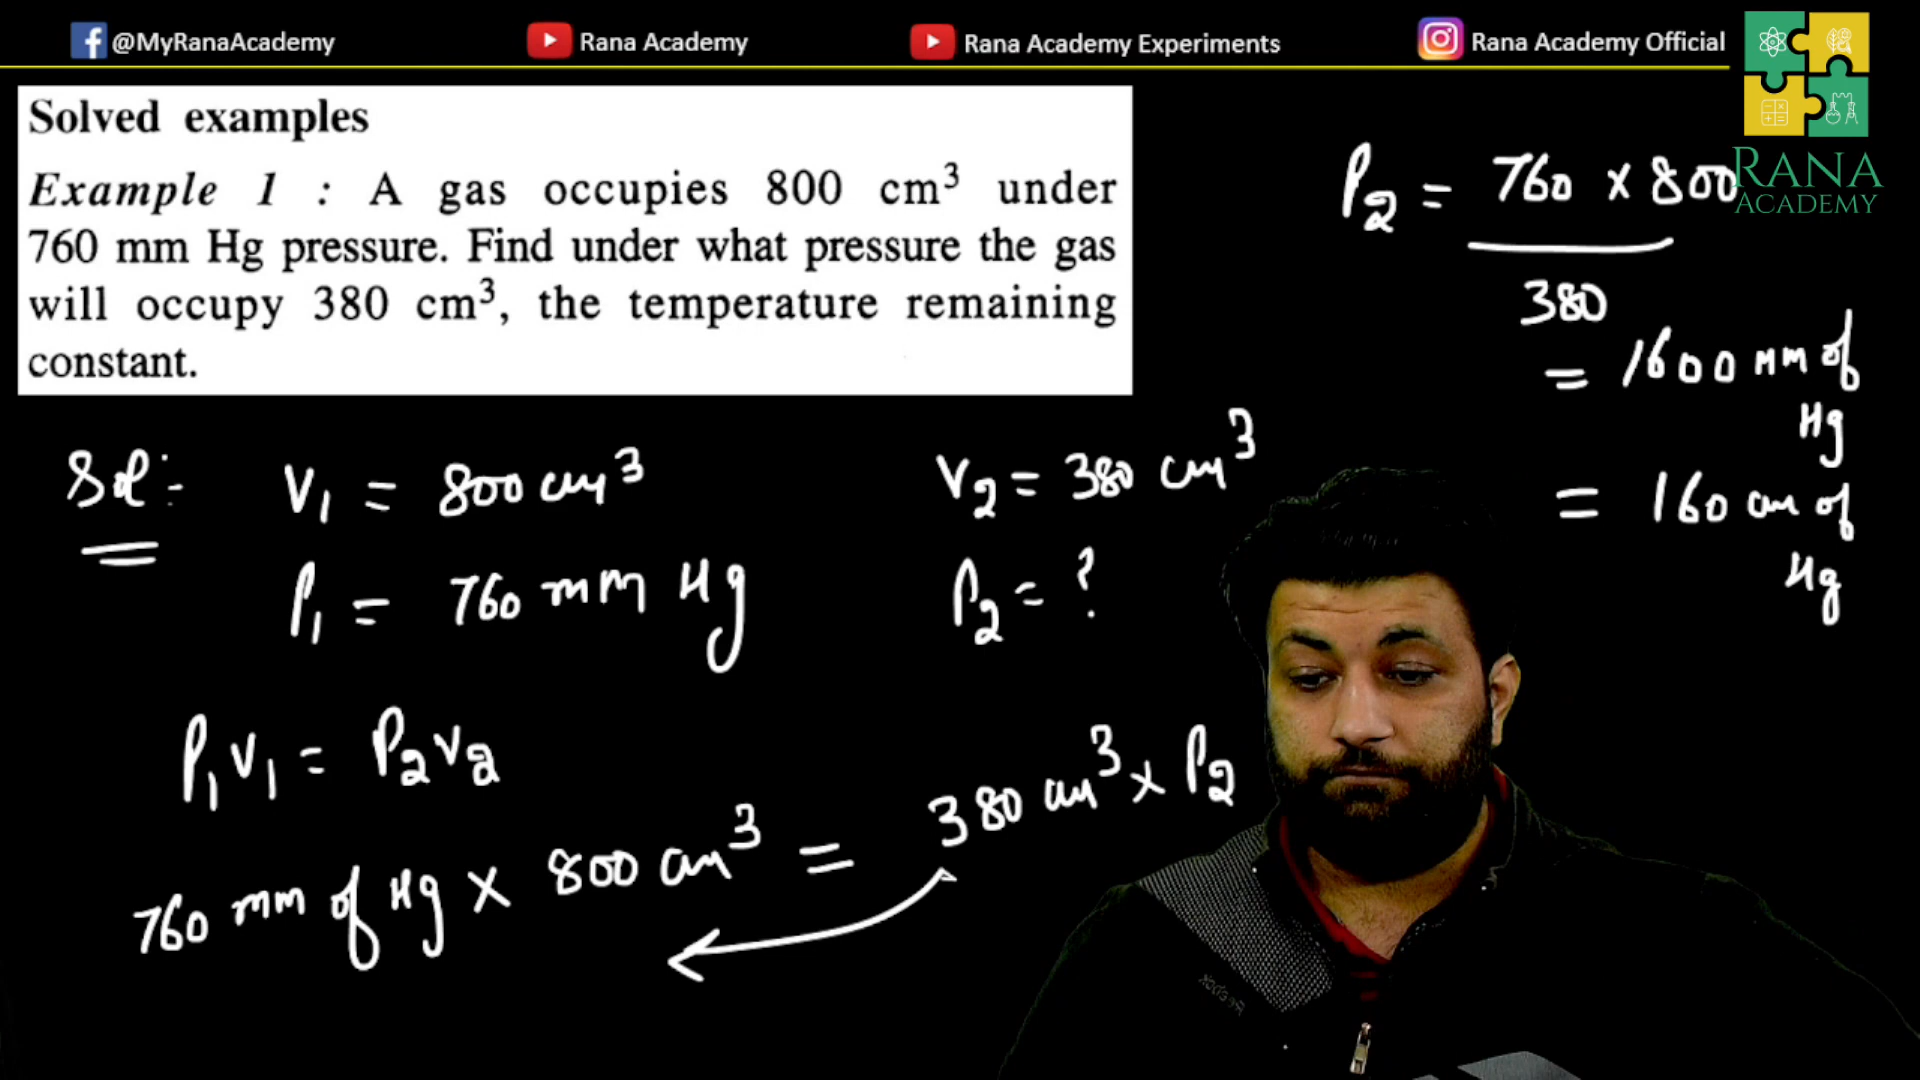 @MyRanaAcademy
Rana Academy
Rana Academy Experiments
Rana Academy Official
RANA
ACADEMY
Solved examples
Example 1 : A gas occupies 800 cm³ under
760 mm Hg pressure. Find under what pressure the gas
will occupy 380 cm³, the temperature remaining
constant.
Sol:-
V₁ = 800 cm³
P₁ = 760 mm Hg
V₂ = 380 cm³
P₂ = ?
P₁V₁ = P₂V₂
760 mm of Hg × 800 cm³ = 380 cm³ × P₂
P₂ = 760 × 800
380
= 1600 mm of
Hg
= 160 cm of
Hg
Reebok